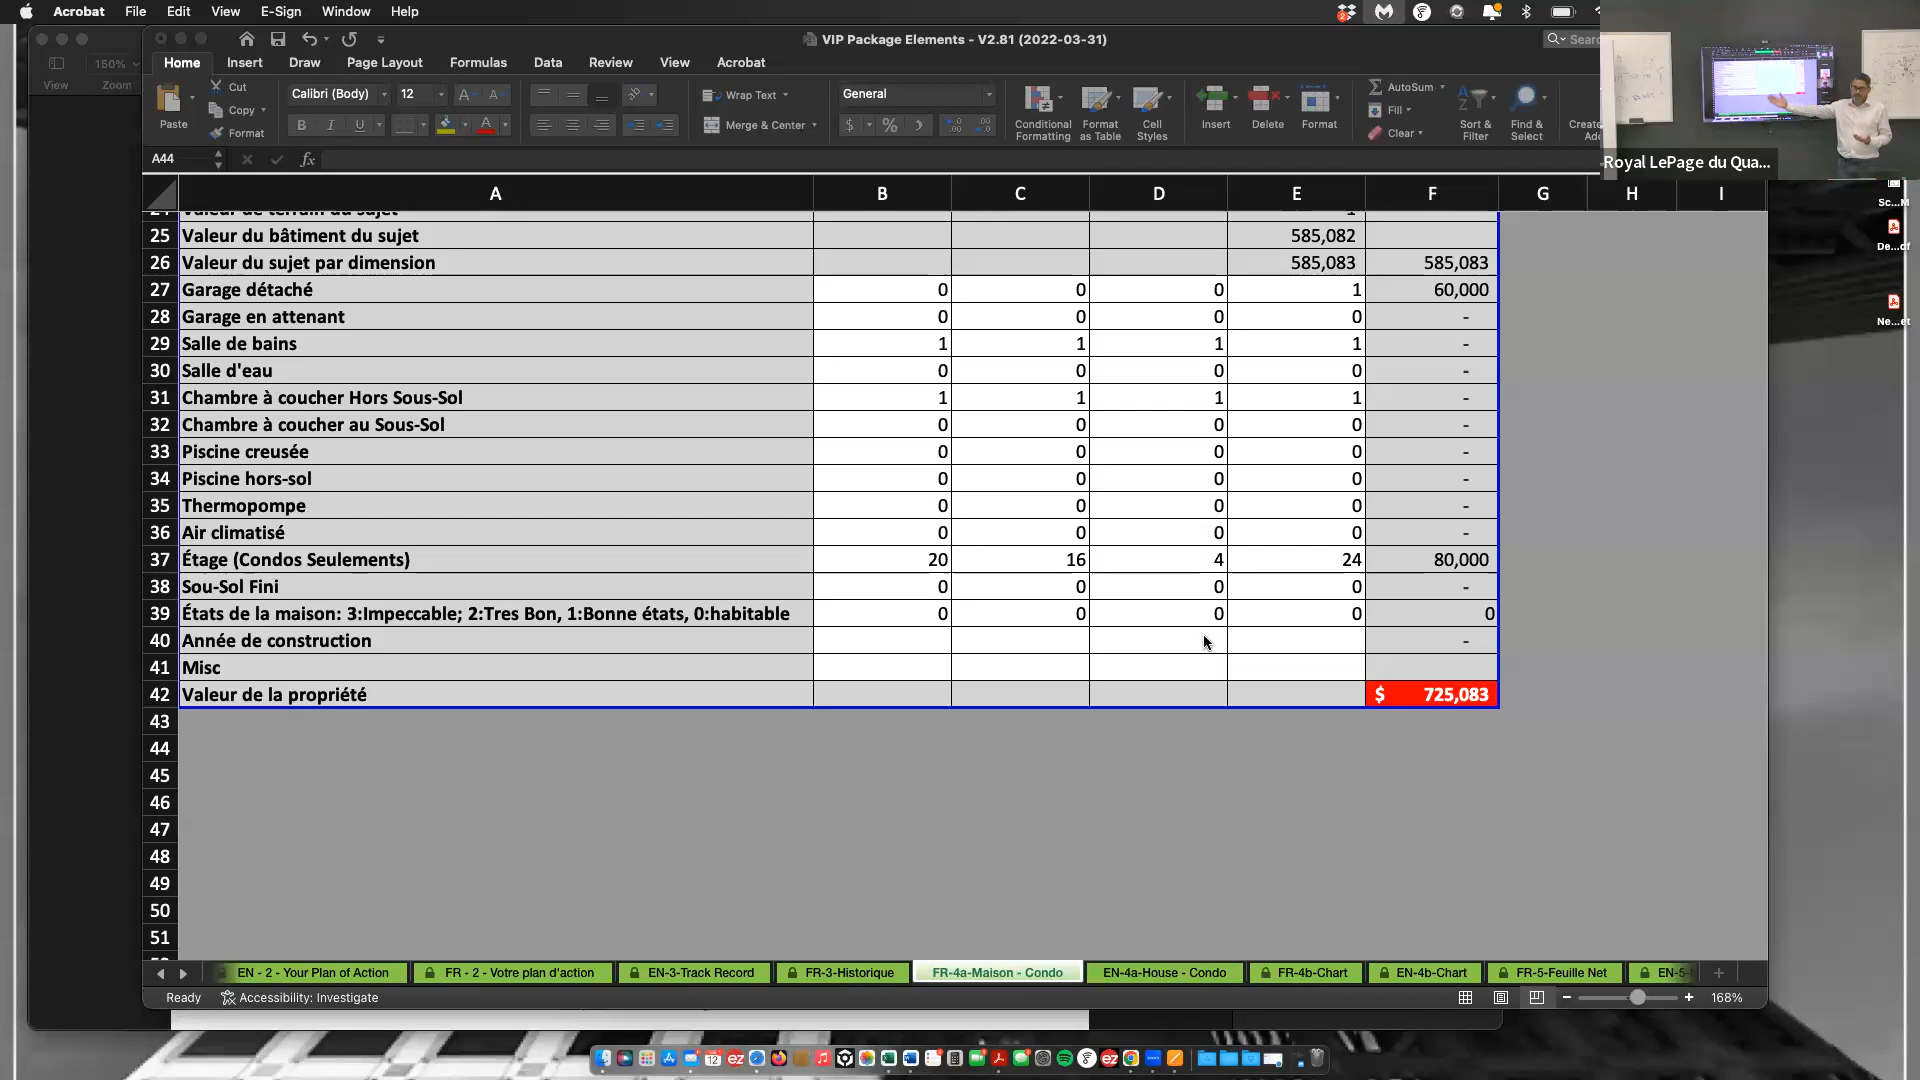 Acrobat File Edit View E-Sign Window Help
VIP Package Elements - V2.81 (2022-03-31)
150%
View Zoom
Home Insert Draw Page Layout Formulas Data Review View Acrobat
Paste
Cut
Copy
Format
Calibri (Body) 12
B I U
Wrap Text
Merge & Center
General
$ %
Conditional Formatting
Format as Table
Cell Styles
Insert
Delete
Format
AutoSum
Fill
Clear
Sort & Filter
Find & Select
Royal LePage du Qua...
Sc...M
De...df
A44 fx
A B C D E F G H I
25 Valeur du bâtiment du sujet 585,082
26 Valeur du sujet par dimension 585,083 585,083
27 Garage détaché 0 0 0 1 60,000
28 Garage en attenant 0 0 0 0 -
29 Salle de bains 1 1 1 1 -
30 Salle d'eau 0 0 0 0 -
31 Chambre à coucher Hors Sous-Sol 1 1 1 1 -
32 Chambre à coucher au Sous-Sol 0 0 0 0 -
33 Piscine creusée 0 0 0 0 -
34 Piscine hors-sol 0 0 0 0 -
35 Thermopompe 0 0 0 0 -
36 Air climatisé 0 0 0 0 -
37 Étage (Condos Seulements) 20 16 4 24 80,000
38 Sou-Sol Fini 0 0 0 0 -
39 États de la maison: 3:Impeccable; 2:Tres Bon, 1:Bonne états, 0:habitable 0 0 0 0 0
40 Année de construction -
41 Misc
42 Valeur de la propriété $ 725,083
43
44
45
46
47
48
49
50
51
EN - 2 - Your Plan of Action FR - 2 - Votre plan d'action EN-3-Track Record FR-3-Historique FR-4a-Maison - Condo EN-4a-House - Condo FR-4b-Chart EN-4b-Chart FR-5-Feuille Net
Ready Accessibility: Investigate 168%